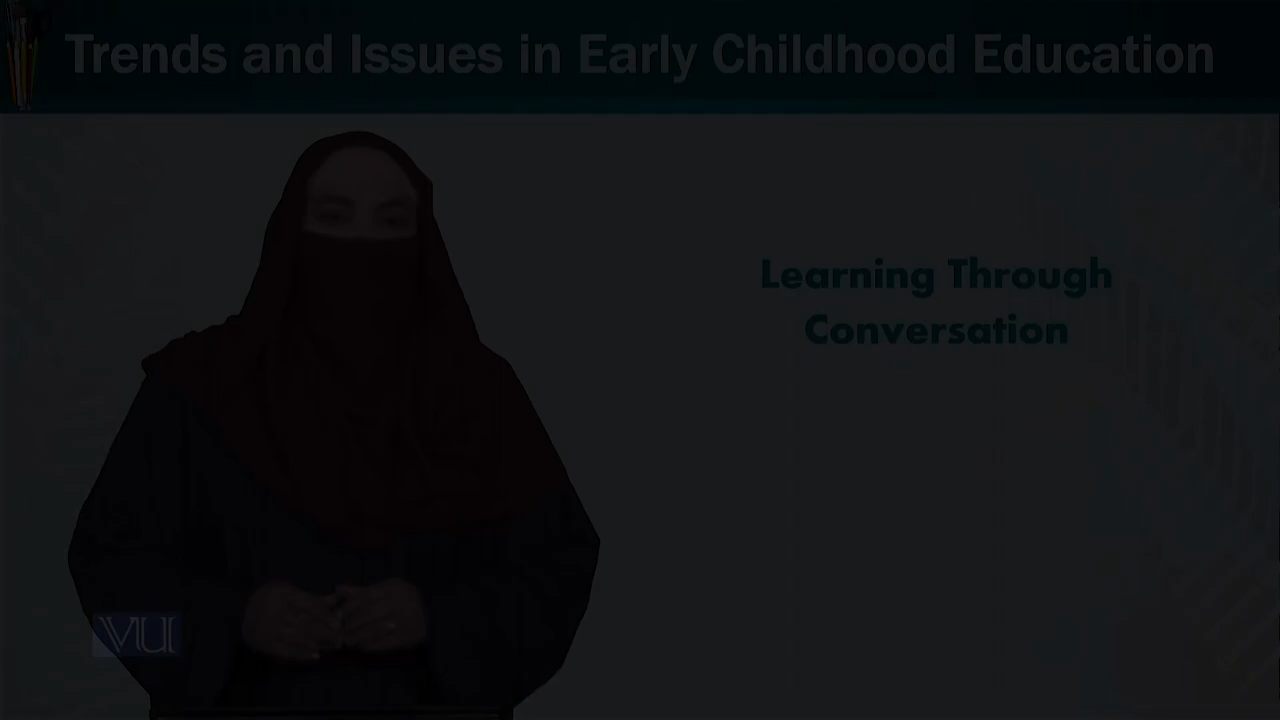 Trends and Issues in Early Childhood Education
Learning Through
Conversation
VU